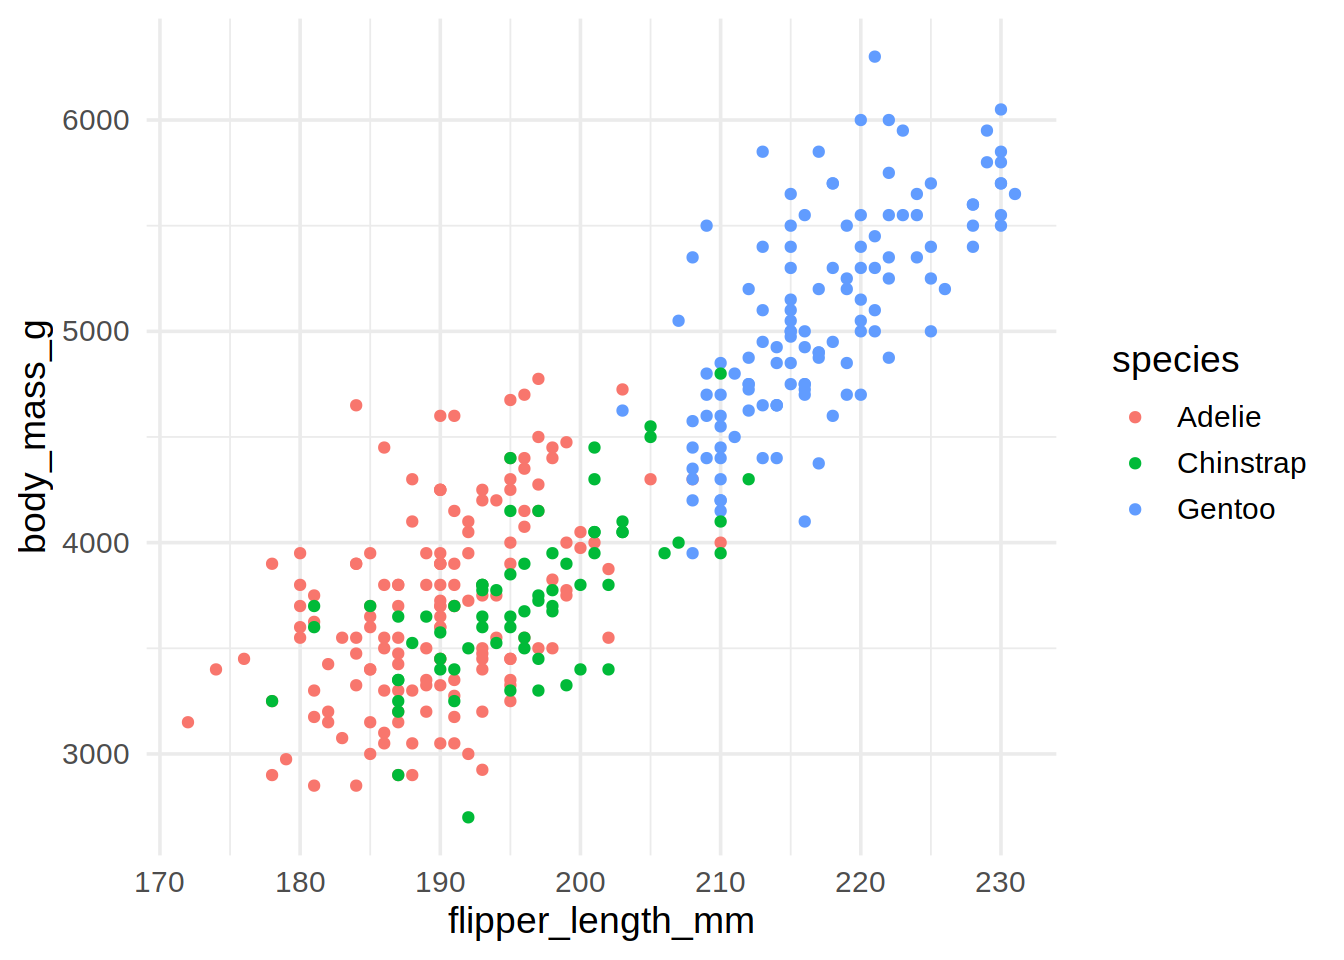 6000
5000
4000
3000
body_mass_g
170 180 190 200 210 220 230
flipper_length_mm
species
Adelie
Chinstrap
Gentoo